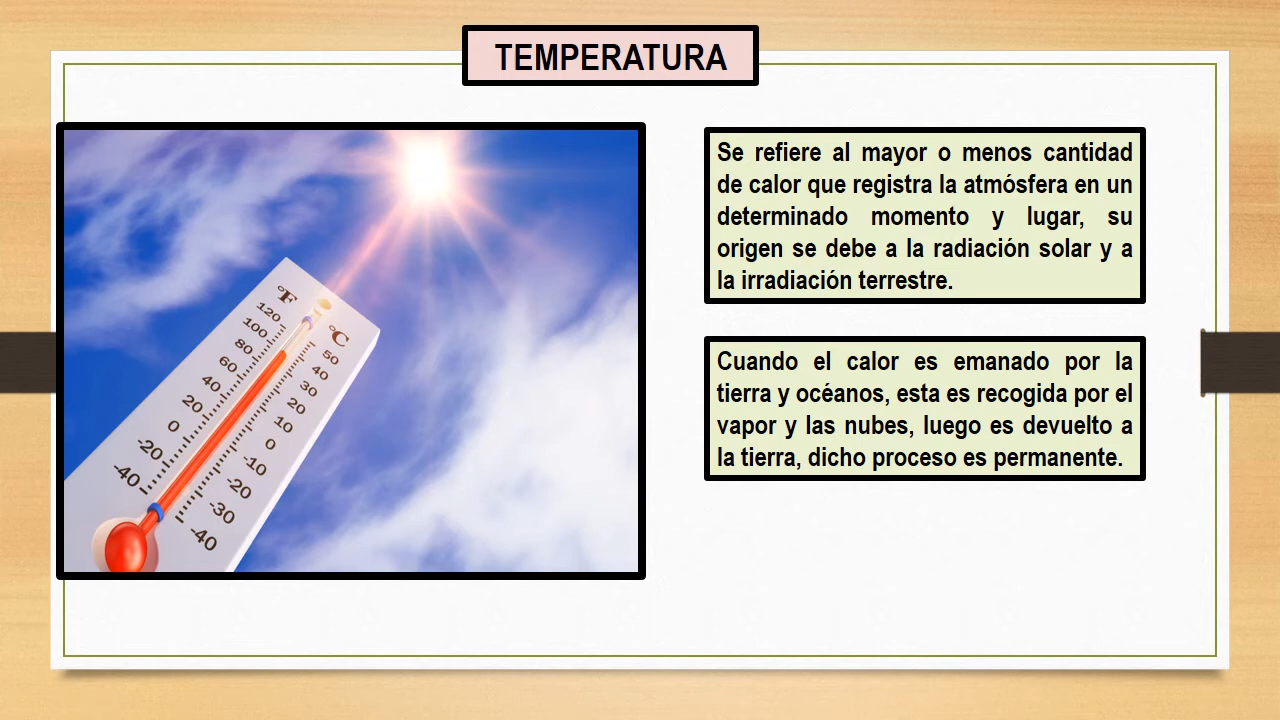 TEMPERATURA
Se refiere al mayor o menos cantidad
de calor que registra la atmósfera en un
determinado momento y lugar, su
origen se debe a la radiación solar y a
la irradiación terrestre.
Cuando el calor es emanado por la
tierra y océanos, esta es recogida por el
vapor y las nubes, luego es devuelto a
la tierra, dicho proceso es permanente.
°F
120
100
80
60
40
20
0
-20
-40
°C
50
40
30
20
10
0
-10
-20
-30
-40